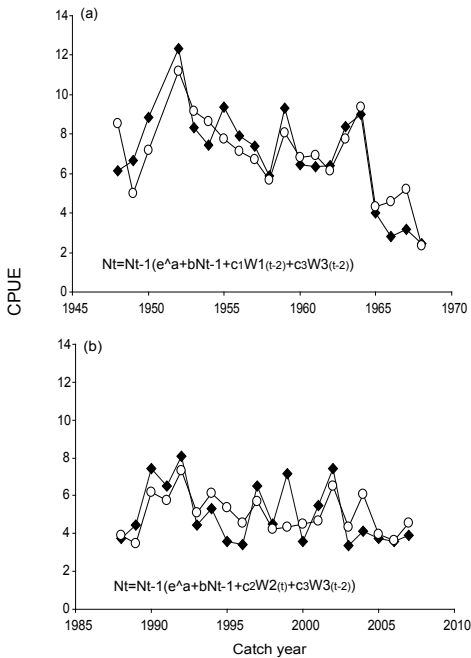 (a)
14
12
10
8
6
4
2
0
Nt=Nt-1(e^a+bNt-1+c1W1(t-2)+c3W3(t-2))
1945 1950 1955 1960 1965 1970
CPUE
(b)
14
12
10
8
6
4
2
0
Nt=Nt-1(e^a+bNt-1+c2W2(t)+c3W3(t-2))
1985 1990 1995 2000 2005 2010
Catch year